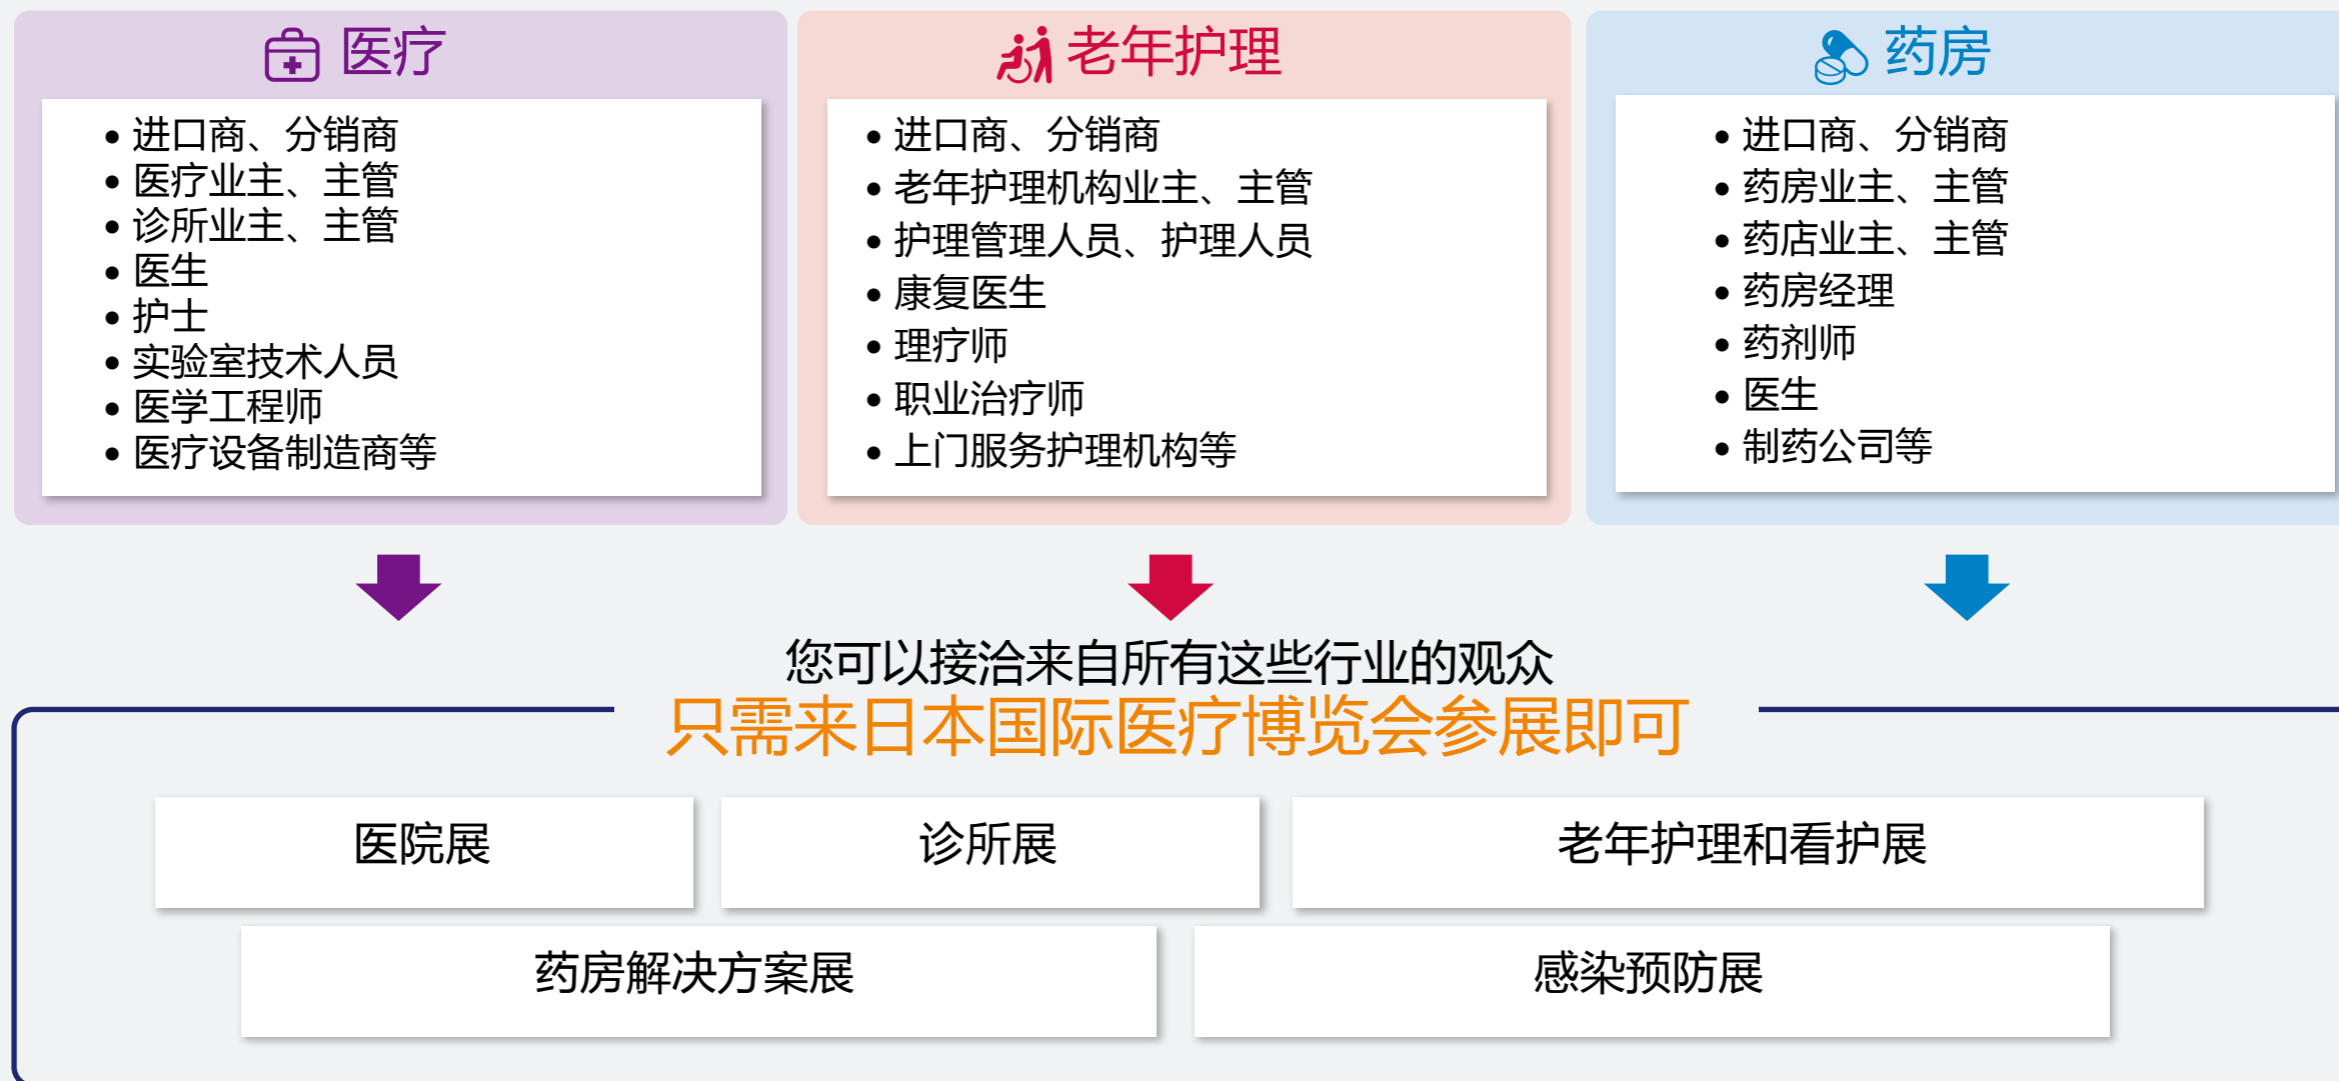 医疗
进口商、分销商
医疗业主、主管
诊所业主、主管
医生
护士
实验室技术人员
医学工程师
医疗设备制造商等
老年护理
进口商、分销商
老年护理机构业主、主管
护理管理人员、护理人员
康复医生
理疗师
职业治疗师
上门服务护理机构等
药房
进口商、分销商
药房业主、主管
药店业主、主管
药房经理
药剂师
医生
制药公司等
您可以接洽来自所有这些行业的观众
只需来日本国际医疗博览会参展即可
医院展
诊所展
老年护理和看护展
药房解决方案展
感染预防展